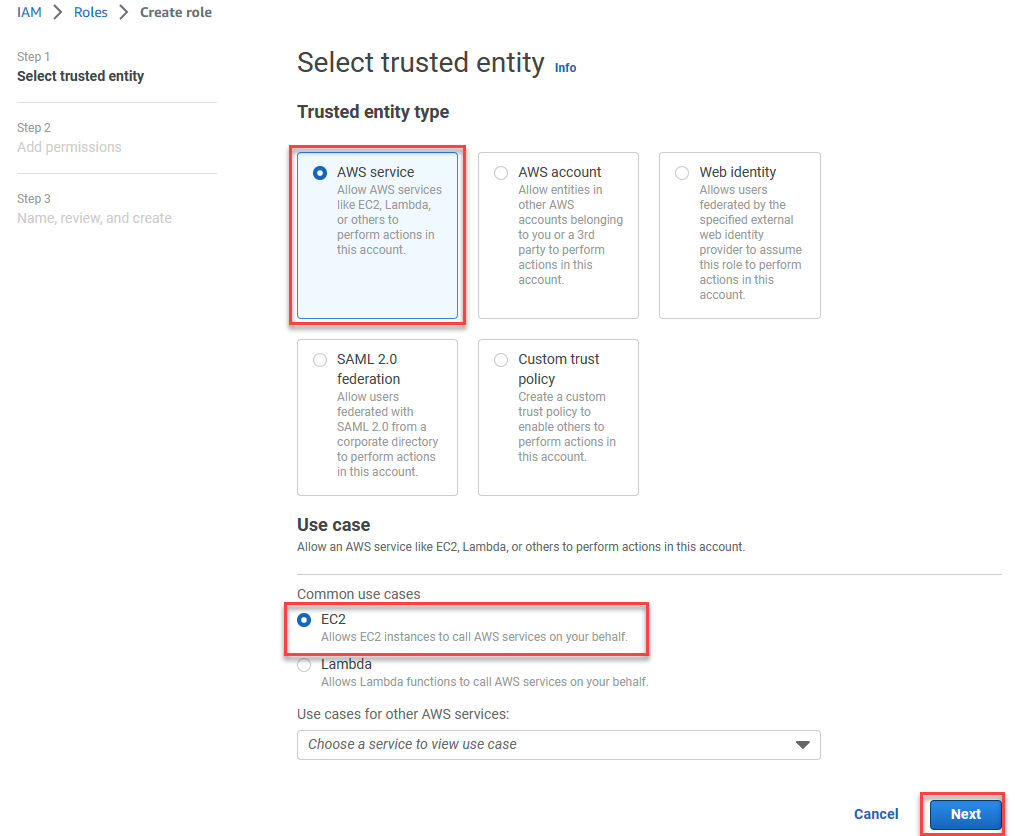 IAM > Roles > Create role
Step 1
Select trusted entity
Step 2
Add permissions
Step 3
Name, review, and create
Select trusted entity Info
Trusted entity type
AWS service
Allow AWS services
like EC2, Lambda,
or others to
perform actions in
this account.
AWS account
Allow entities in
other AWS
accounts belonging
to you or a 3rd
party to perform
actions in this
account.
Web identity
Allows users
federated by the
specified external
web identity
provider to assume
this role to perform
actions in this
account.
SAML 2.0
federation
Allow users
federated with
SAML 2.0 from a
corporate directory
to perform actions
in this account.
Custom trust
policy
Create a custom
trust policy to
enable others to
perform actions in
this account.
Use case
Allow an AWS service like EC2, Lambda, or others to perform actions in this account.
Common use cases
EC2
Allows EC2 instances to call AWS services on your behalf.
Lambda
Allows Lambda functions to call AWS services on your behalf.
Use cases for other AWS services:
Choose a service to view use case
Cancel
Next